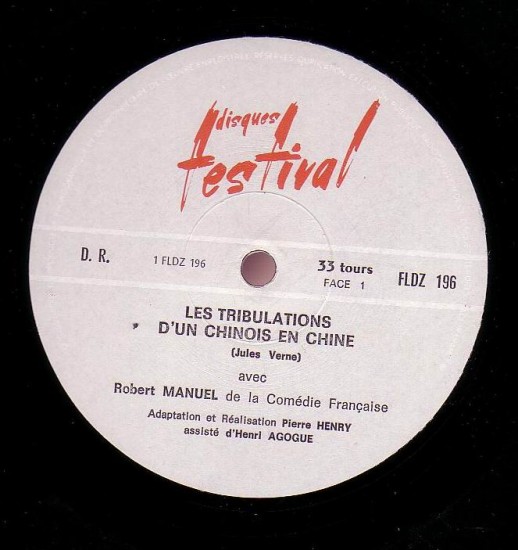 disques
festival
D. R.
1 FLDZ 196
33 tours
FACE 1
FLDZ 196
LES TRIBULATIONS
D'UN CHINOIS EN CHINE
(Jules Verne)
avec
Robert MANUEL de la Comédie Française
Adaptation et Réalisation Pierre HENRY
assisté d'Henri AGOGUE